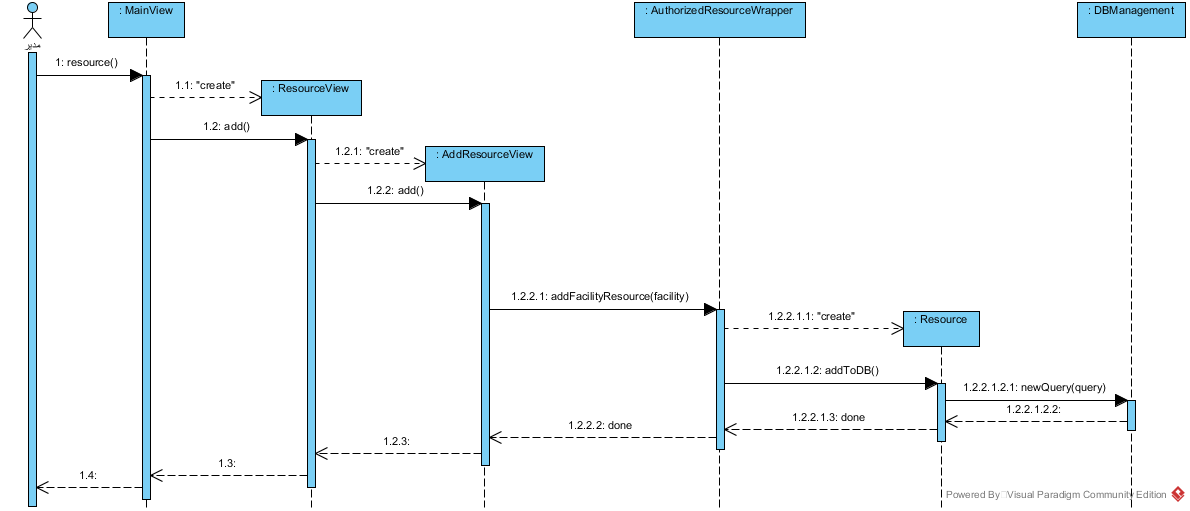 : MainView
: AuthorizedResourceWrapper
: DBManagement
مدیر
1: resource()
1.1: "create"
: ResourceView
1.2: add()
1.2.1: "create"
: AddResourceView
1.2.2: add()
1.2.2.1: addFacilityResource(facility)
1.2.2.1.1: "create"
: Resource
1.2.2.1.2: addToDB()
1.2.2.1.2.1: newQuery(query)
1.2.2.1.2.2:
1.2.2.1.3: done
1.2.2.2: done
1.2.3:
1.3:
1.4:
Powered By Visual Paradigm Community Edition